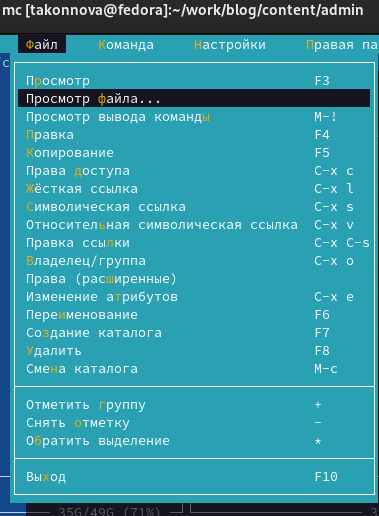 mc [takonnova@fedora]:~/work/blog/content/admin
Файл Команда Настройки Правая па
Просмотр F3
Просмотр файла...
Просмотр вывода команды M-!
Правка F4
Копирование F5
Права доступа C-x c
Жёсткая ссылка C-x l
Символическая ссылка C-x s
Относительная символическая ссылка C-x v
Правка ссылки C-x C-s
Владелец/группа C-x o
Права (расширенные)
Изменение атрибутов C-x e
Переименование F6
Создание каталога F7
Удалить F8
Смена каталога M-c
Отметить группу +
Снять отметку -
Обратить выделение *
Выход F10
35G/49G (71%)